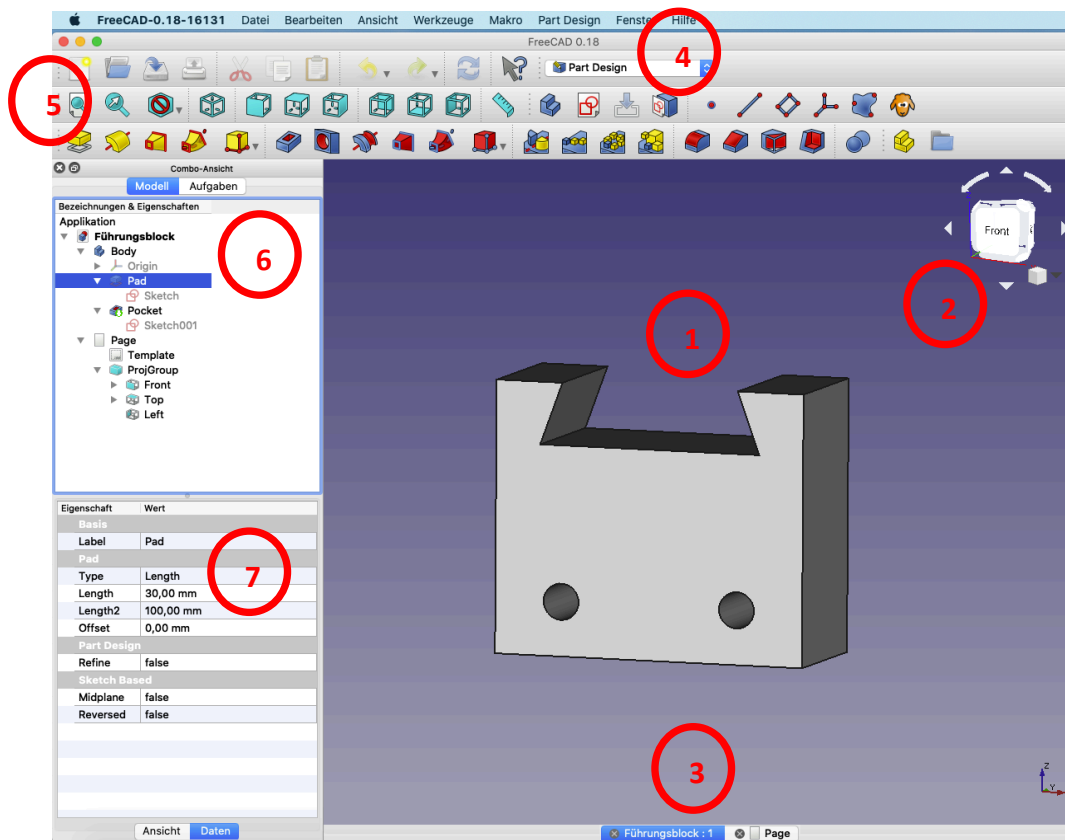 FreeCAD-0.18-16131 Datei Bearbeiten Ansicht Werkzeuge Makro Part Design Fenster Hilfe
FreeCAD 0.18
4
Part Design
5
Combo-Ansicht
Modell Aufgaben
Bezeichnungen & Eigenschaften
Applikation
Führungsblock
Body
Origin
Pad
Sketch
Pocket
Sketch001
Page
Template
ProjGroup
Front
Top
Left
6
Eigenschaft Wert
Basis
Label Pad
Pad
Type Length
Length 30,00 mm
Length2 100,00 mm
Offset 0,00 mm
Part Design
Refine false
Sketch Based
Midplane false
Reversed false
7
Ansicht Daten
Front
2
1
3
Z
Y
Führungsblock : 1 Page